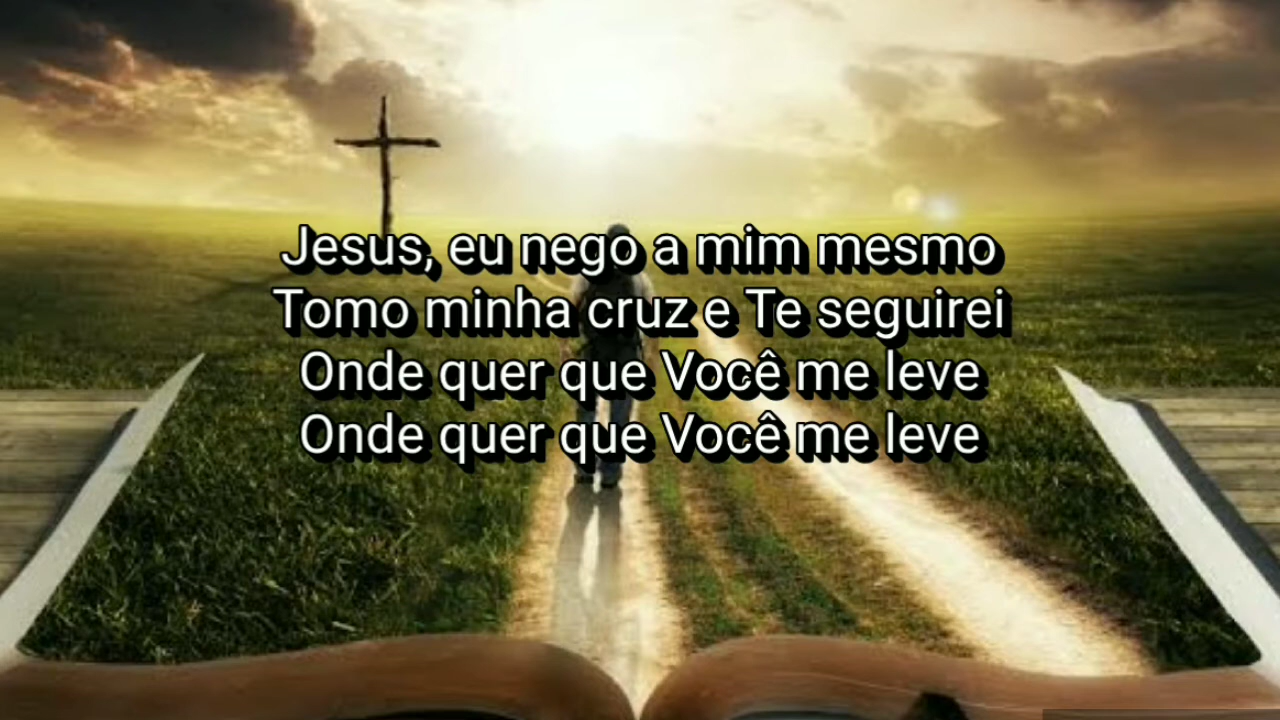 Jesus, eu nego a mim mesmo
Tomo minha cruz e Te seguirei
Onde quer que Você me leve
Onde quer que Você me leve